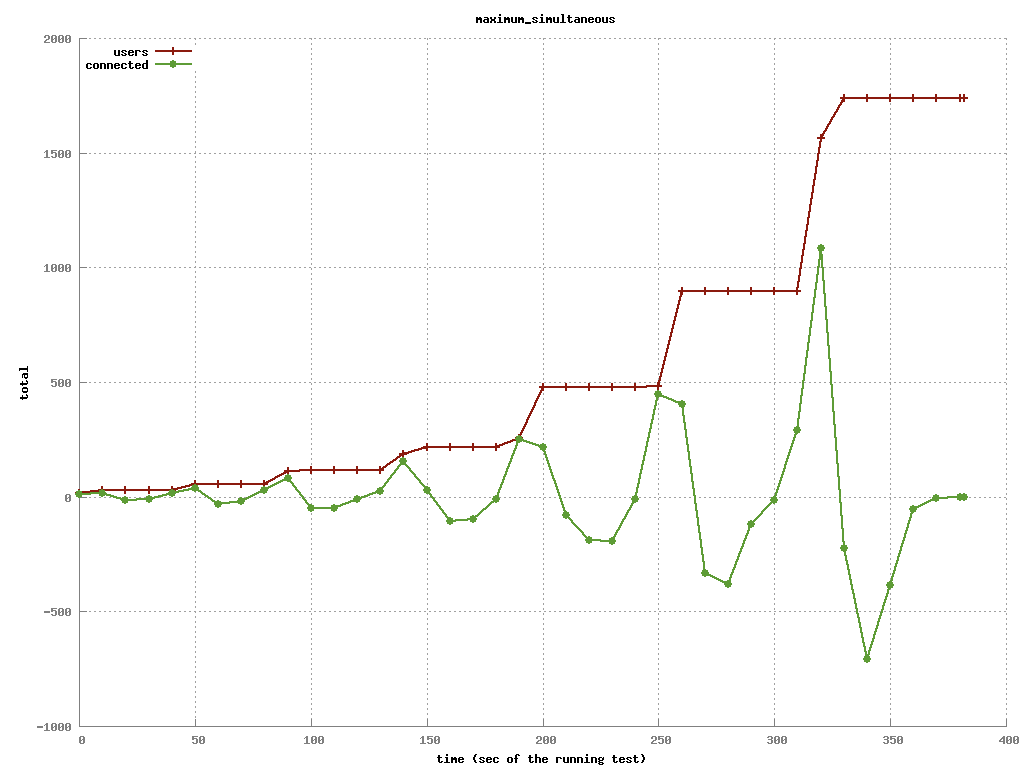 maximum_simultaneous
users
connected
2000
1500
1000
500
0
-500
-1000
total
0 50 100 150 200 250 300 350 400
time (sec of the running test)